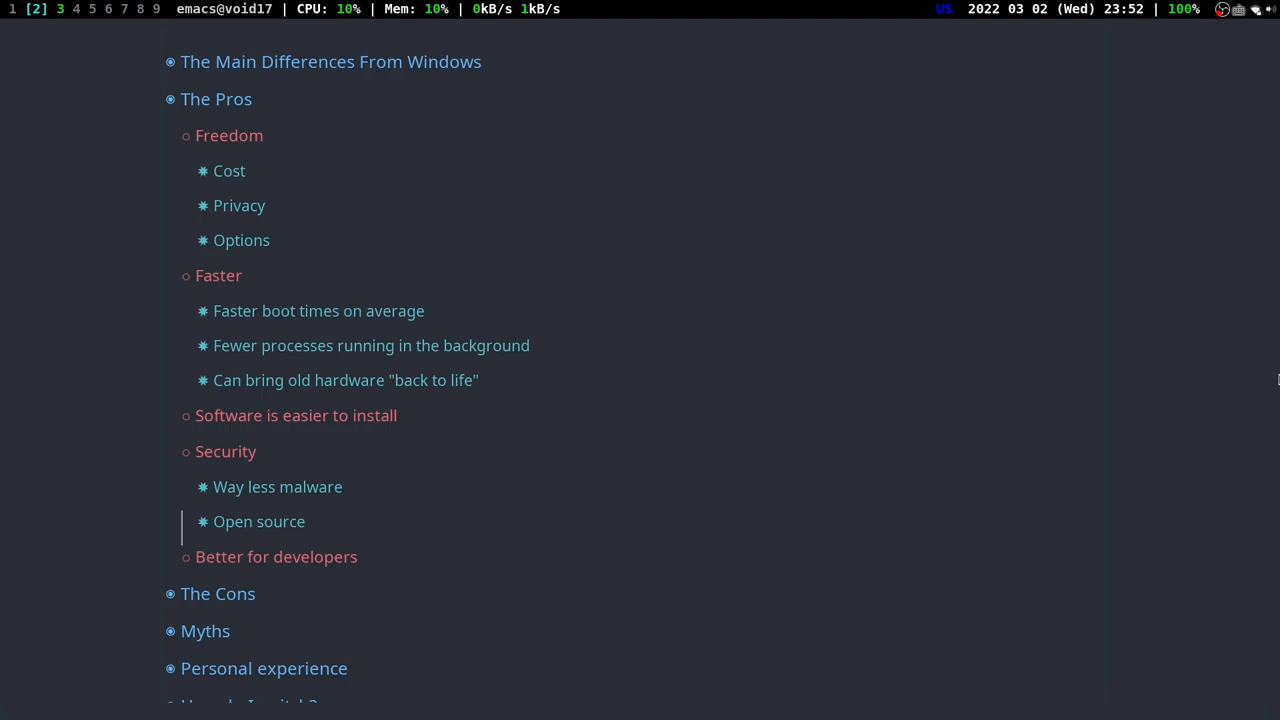 1 [2] 3 4 5 6 7 8 9 emacs@void17 | CPU: 10% | Mem: 10% | 0kB/s 1kB/s US 2022 03 02 (Wed) 23:52 | 100%
The Main Differences From Windows
The Pros
Freedom
Cost
Privacy
Options
Faster
Faster boot times on average
Fewer processes running in the background
Can bring old hardware "back to life"
Software is easier to install
Security
Way less malware
Open source
Better for developers
The Cons
Myths
Personal experience